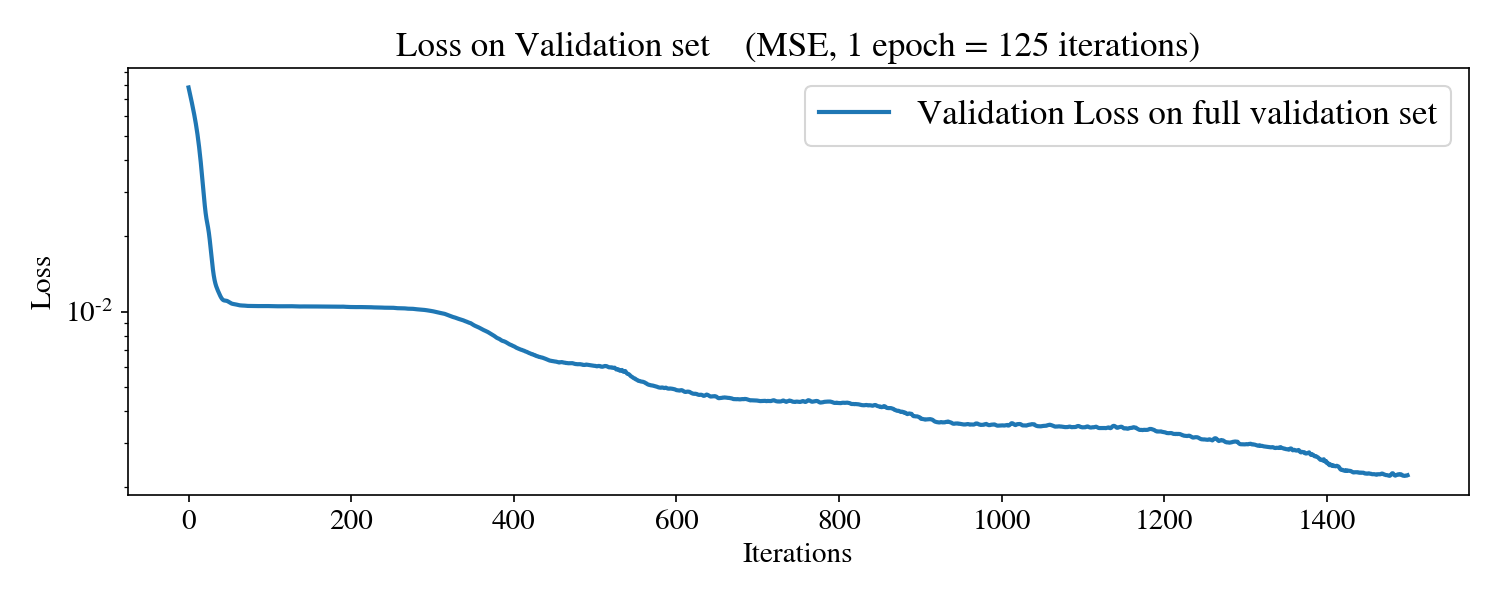 Loss on Validation set (MSE, 1 epoch = 125 iterations)
Validation Loss on full validation set
Loss
10-2
0 200 400 600 800 1000 1200 1400
Iterations